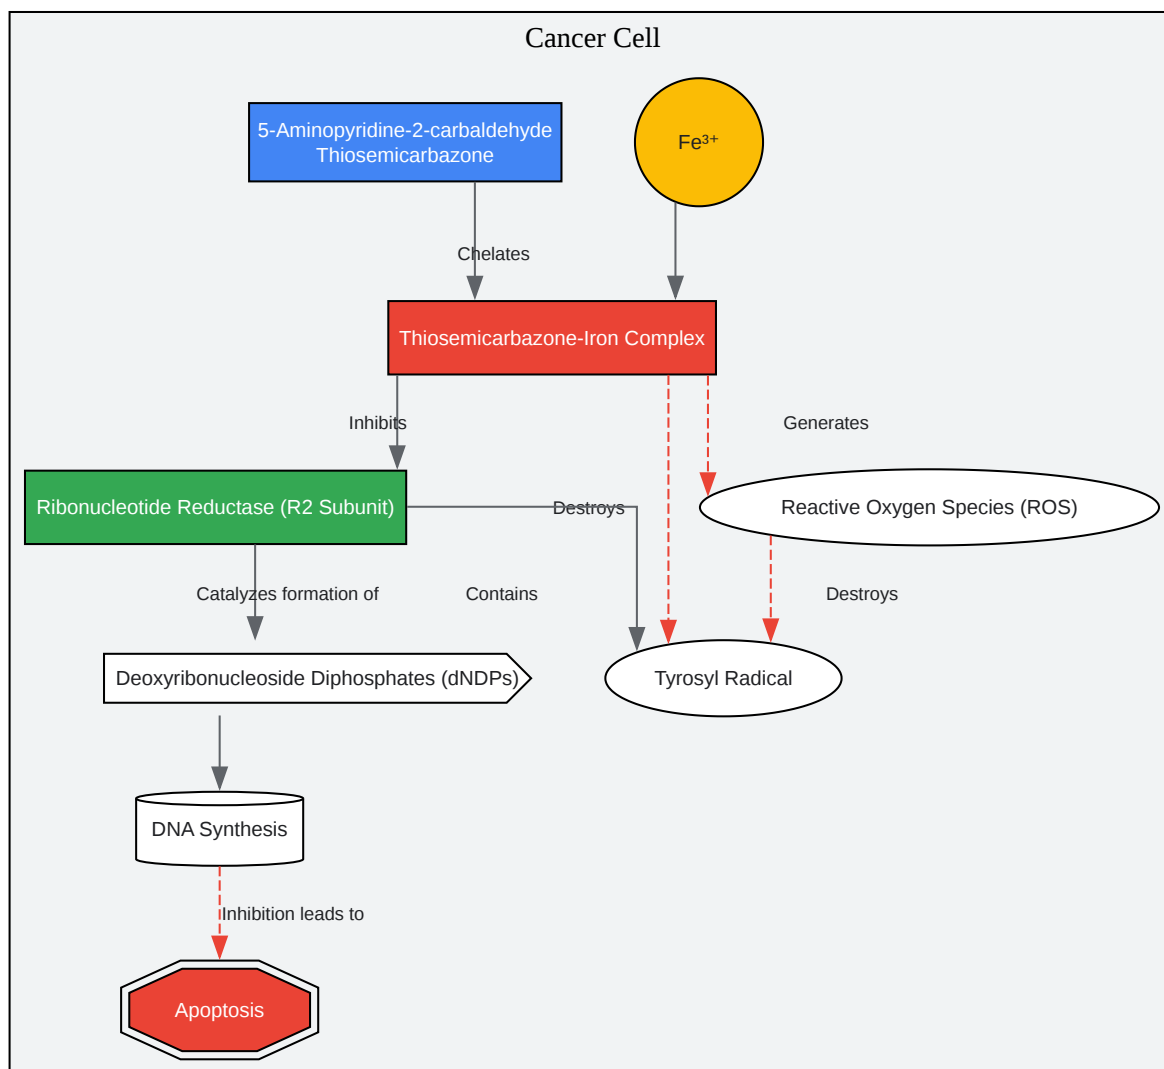 Cancer Cell
5-Aminopyridine-2-carbaldehyde
Thiosemicarbazone
Fe³⁺
Chelates
Thiosemicarbazone-Iron Complex
Inhibits
Generates
Ribonucleotide Reductase (R2 Subunit)
Destroys
Reactive Oxygen Species (ROS)
Catalyzes formation of
Contains
Destroys
Deoxyribonucleoside Diphosphates (dNDPs)
Tyrosyl Radical
DNA Synthesis
Inhibition leads to
Apoptosis